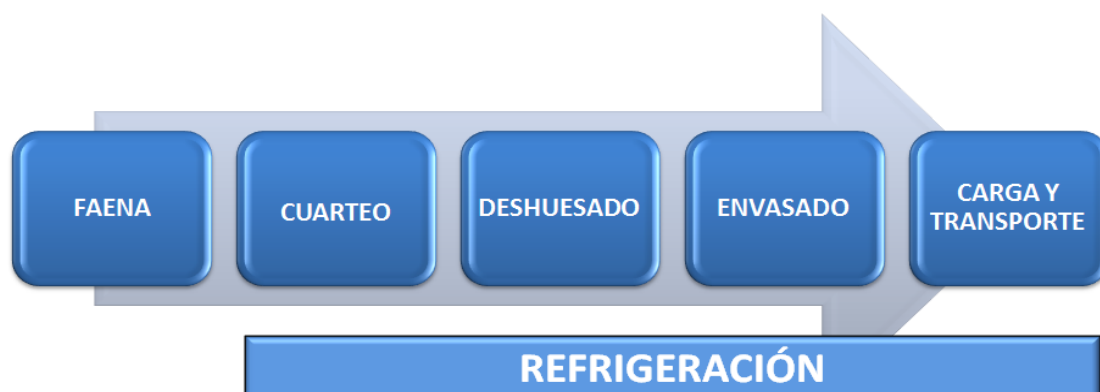 FAENA
CUARTEO
DESHUESADO
ENVASADO
CARGA Y
TRANSPORTE
REFRIGERACIÓN